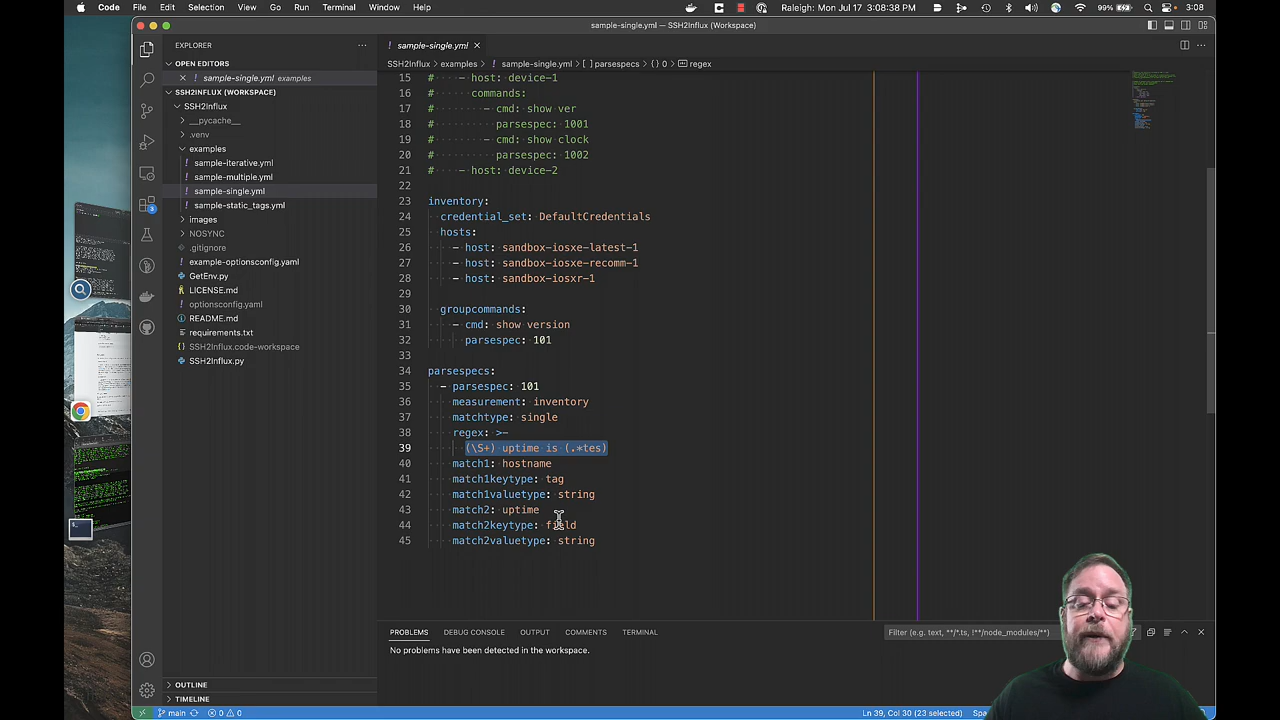 Code File Edit Selection View Go Run Terminal Window Help Raleigh: Mon Jul 17 3:08:38 PM 99% 3:08
sample-single.yml — SSH2Influx (Workspace)
EXPLORER
OPEN EDITORS
sample-single.yml examples
SSH2INFLUX (WORKSPACE)
SSH2Influx
__pycache__
.venv
examples
sample-iterative.yml
sample-multiple.yml
sample-single.yml
sample-static_tags.yml
images
NOSYNC
.gitignore
example-optionsconfig.yaml
GetEnv.py
LICENSE.md
optionsconfig.yaml
README.md
requirements.txt
SSH2Influx.code-workspace
SSH2Influx.py
OUTLINE
TIMELINE
sample-single.yml
SSH2Influx > examples > sample-single.yml > [ ] parsespecs > {} 0 > regex
15 # - host: device-1
16 # commands:
17 # - cmd: show ver
18 # parsespec: 1001
19 # - cmd: show clock
20 # parsespec: 1002
21 # - host: device-2
22
23 inventory:
24 credential_set: DefaultCredentials
25 hosts:
26 - host: sandbox-iosxe-latest-1
27 - host: sandbox-iosxe-recomm-1
28 - host: sandbox-iosxr-1
29
30 groupcommands:
31 - cmd: show version
32 parsespec: 101
33
34 parsespecs:
35 - parsespec: 101
36 measurement: inventory
37 matchtype: single
38 regex: >-
39 (\S+) uptime is (.*tes)
40 match1: hostname
41 match1keytype: tag
42 match1valuetype: string
43 match2: uptime
44 match2keytype: field
45 match2valuetype: string
PROBLEMS DEBUG CONSOLE OUTPUT COMMENTS TERMINAL
Filter (e.g. text, **/*.ts, !**/node_modules/**)
No problems have been detected in the workspace.
main 0 0 Ln 39, Col 30 (23 selected)